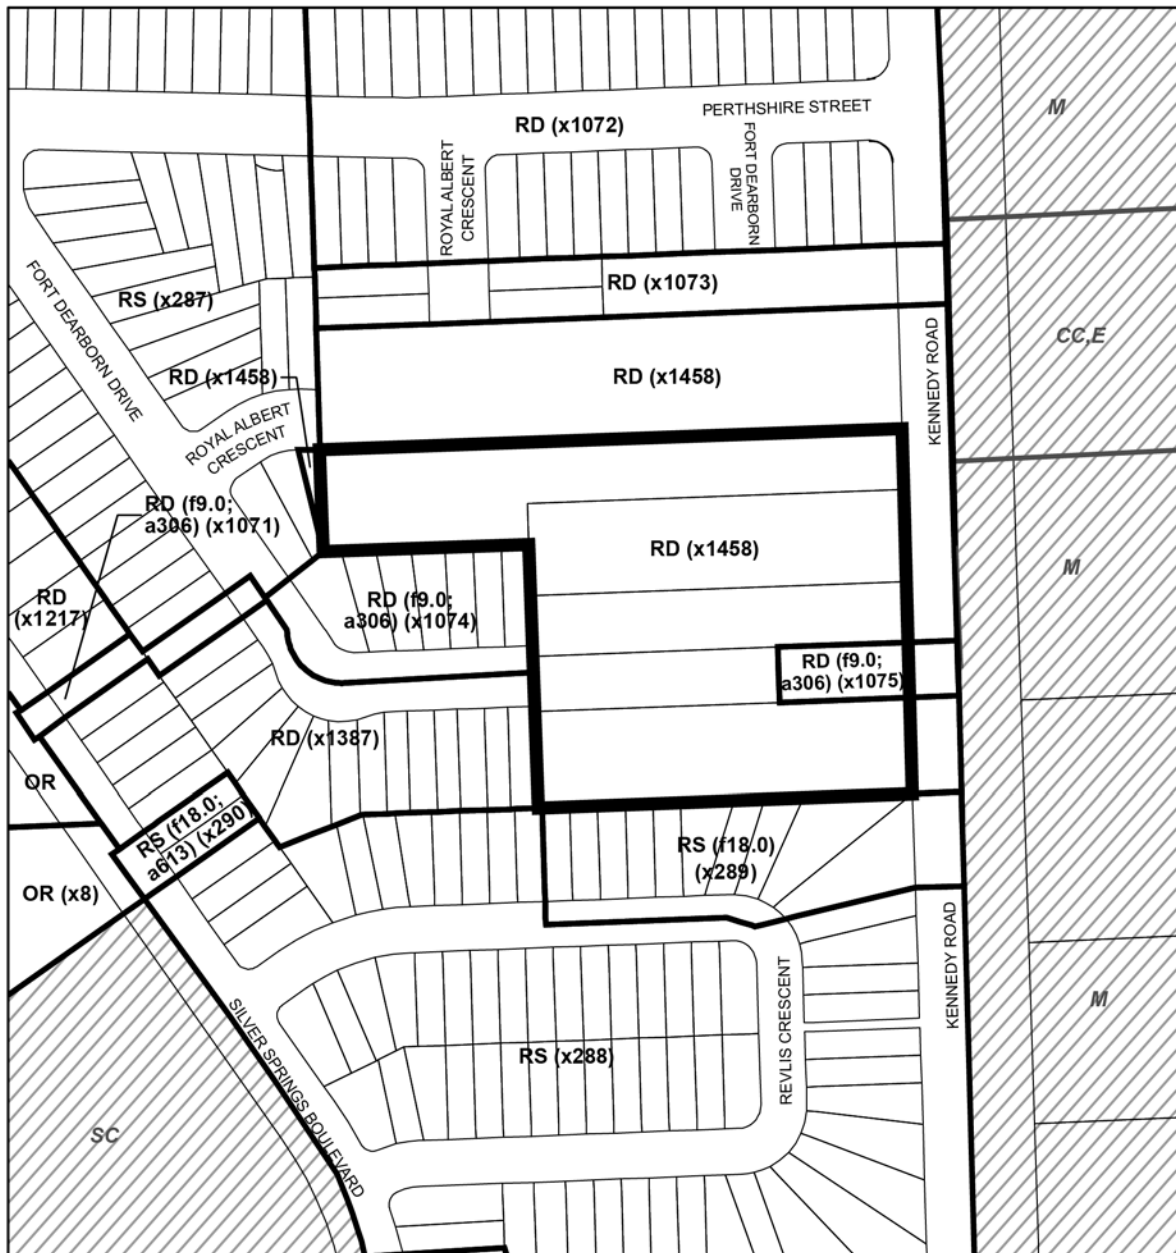 PERTHSHIRE STREET
M
RD (x1072)
ROYAL ALBERT
CRESCENT
FORT DEARBORN
DRIVE
RD (x1073)
RS (x287)
FORT DEARBORN DRIVE
CC,E
KENNEDY ROAD
RD (x1458)
RD (x1458)
ROYAL ALBERT
CRESCENT
RD (f9.0;
a306) (x1071)
RD (x1458)
M
RD
(x1217)
RD (f9.0;
a306) (x1074)
RD (f9.0;
a306) (x1075)
RD (x1387)
OR
RS (f18.0;
a613) (x290)
RS (f18.0)
(x289)
OR (x8)
KENNEDY ROAD
M
REVLIS CRESCENT
SILVER SPRINGS BOULEVARD
RS (x288)
SC